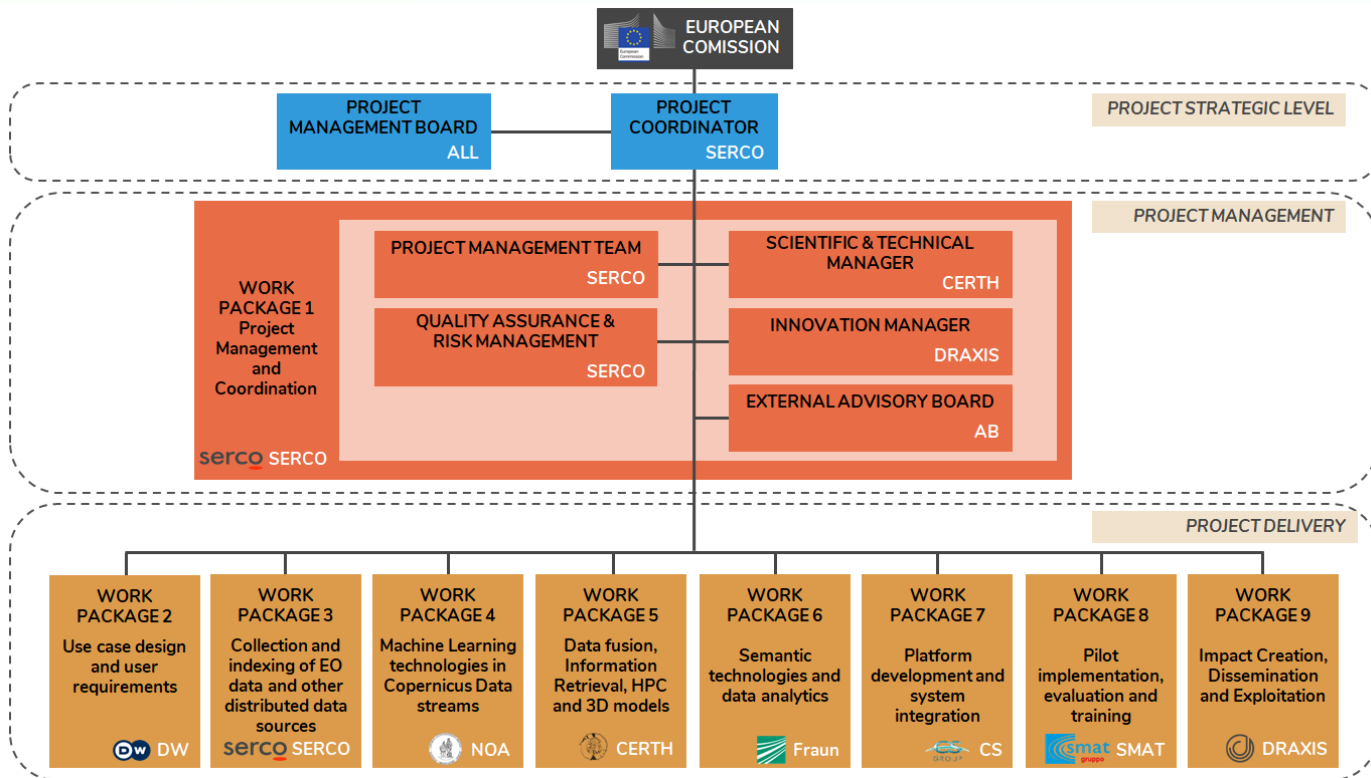 EUROPEAN
COMISSION
European
Commission
PROJECT STRATEGIC LEVEL
PROJECT
MANAGEMENT BOARD
ALL
PROJECT
COORDINATOR
SERCO
PROJECT MANAGEMENT
WORK
PACKAGE 1
Project
Management
and
Coordination
serco SERCO
PROJECT MANAGEMENT TEAM
SERCO
SCIENTIFIC & TECHNICAL
MANAGER
CERTH
QUALITY ASSURANCE &
RISK MANAGEMENT
SERCO
INNOVATION MANAGER
DRAXIS
EXTERNAL ADVISORY BOARD
AB
PROJECT DELIVERY
WORK
PACKAGE 2
Use case design
and user
requirements
DW DW
WORK
PACKAGE 3
Collection and
indexing of EO
data and other
distributed data
sources
serco SERCO
WORK
PACKAGE 4
Machine Learning
technologies in
Copernicus Data
streams
NOA
WORK
PACKAGE 5
Data fusion,
Information
Retrieval, HPC
and 3D models
CERTH
WORK
PACKAGE 6
Semantic
technologies and
data analytics
Fraun
WORK
PACKAGE 7
Platform
development and
system
integration
CS GROUP CS
WORK
PACKAGE 8
Pilot
implementation,
evaluation and
training
smat gruppo SMAT
WORK
PACKAGE 9
Impact Creation,
Dissemination
and Exploitation
DRAXIS